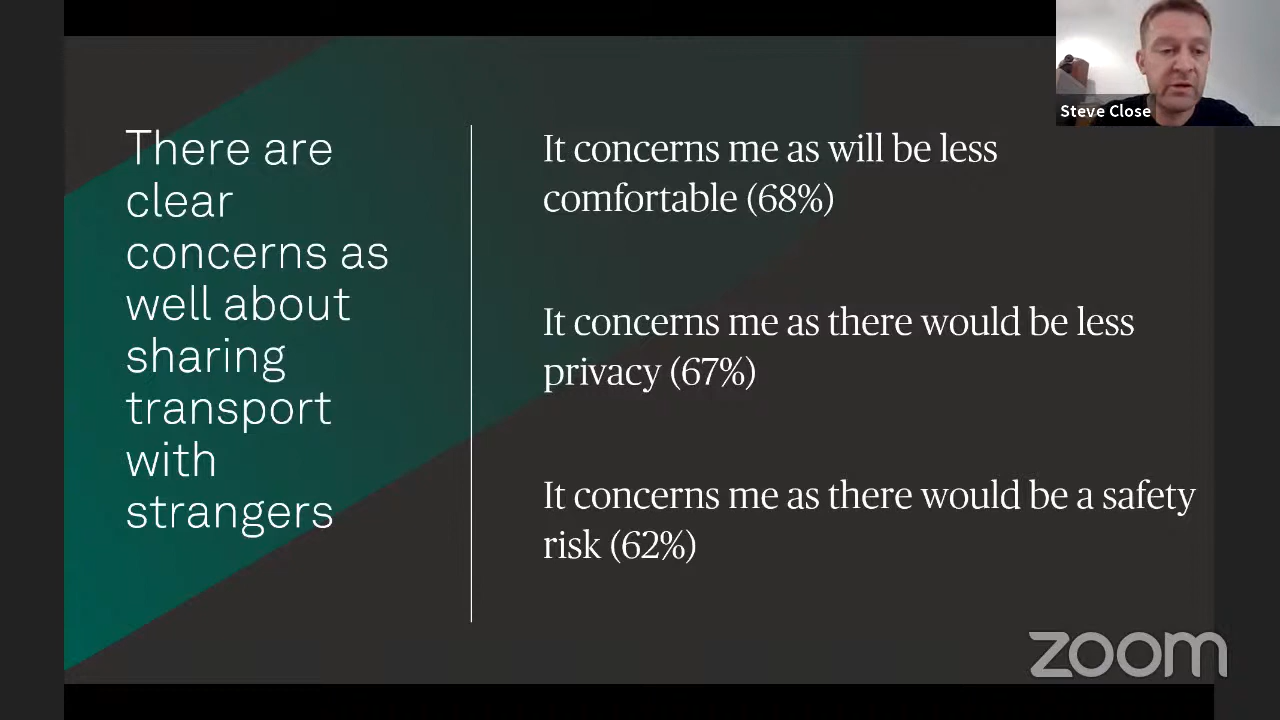 There are
clear
concerns as
well about
sharing
transport
with
strangers
It concerns me as will be less
comfortable (68%)
It concerns me as there would be less
privacy (67%)
It concerns me as there would be a safety
risk (62%)
Steve Close
zoom